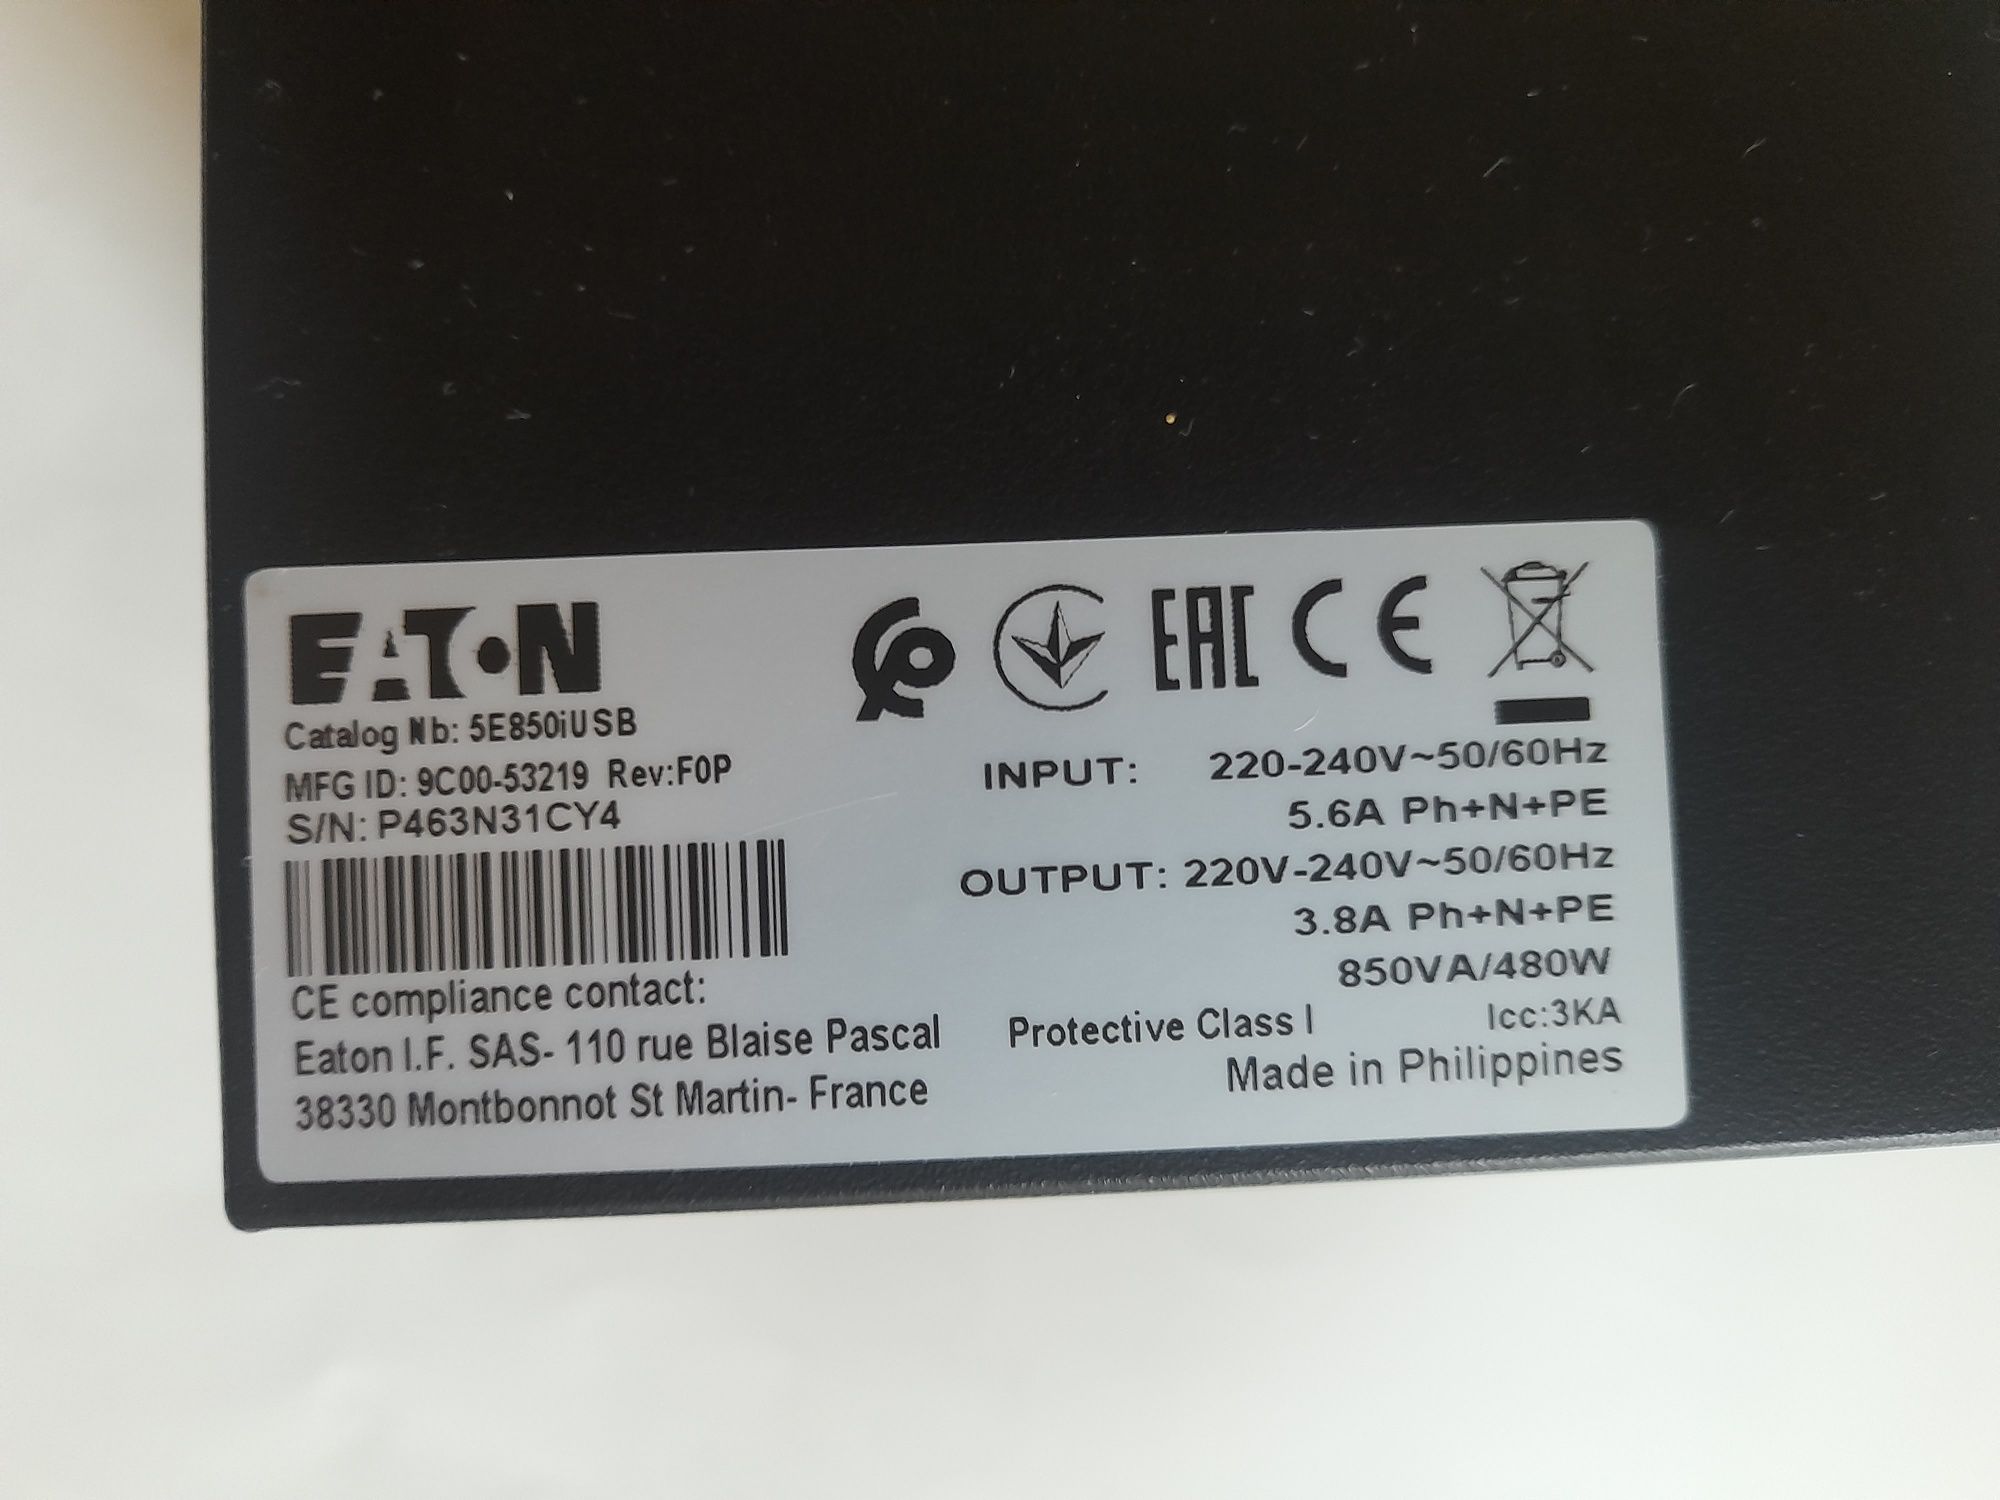 EATON
EAC CE
Catalog Nb: 5E850iUSB
MFG ID: 9C00-53219 Rev:F0P
S/N: P463N31CY4
INPUT: 220-240V~50/60Hz
5.6A Ph+N+PE
OUTPUT: 220V-240V~50/60Hz
3.8A Ph+N+PE
850VA/480W
CE compliance contact:
Eaton I.F. SAS- 110 rue Blaise Pascal
38330 Montbonnot St Martin- France
Protective Class I
Icc:3KA
Made in Philippines